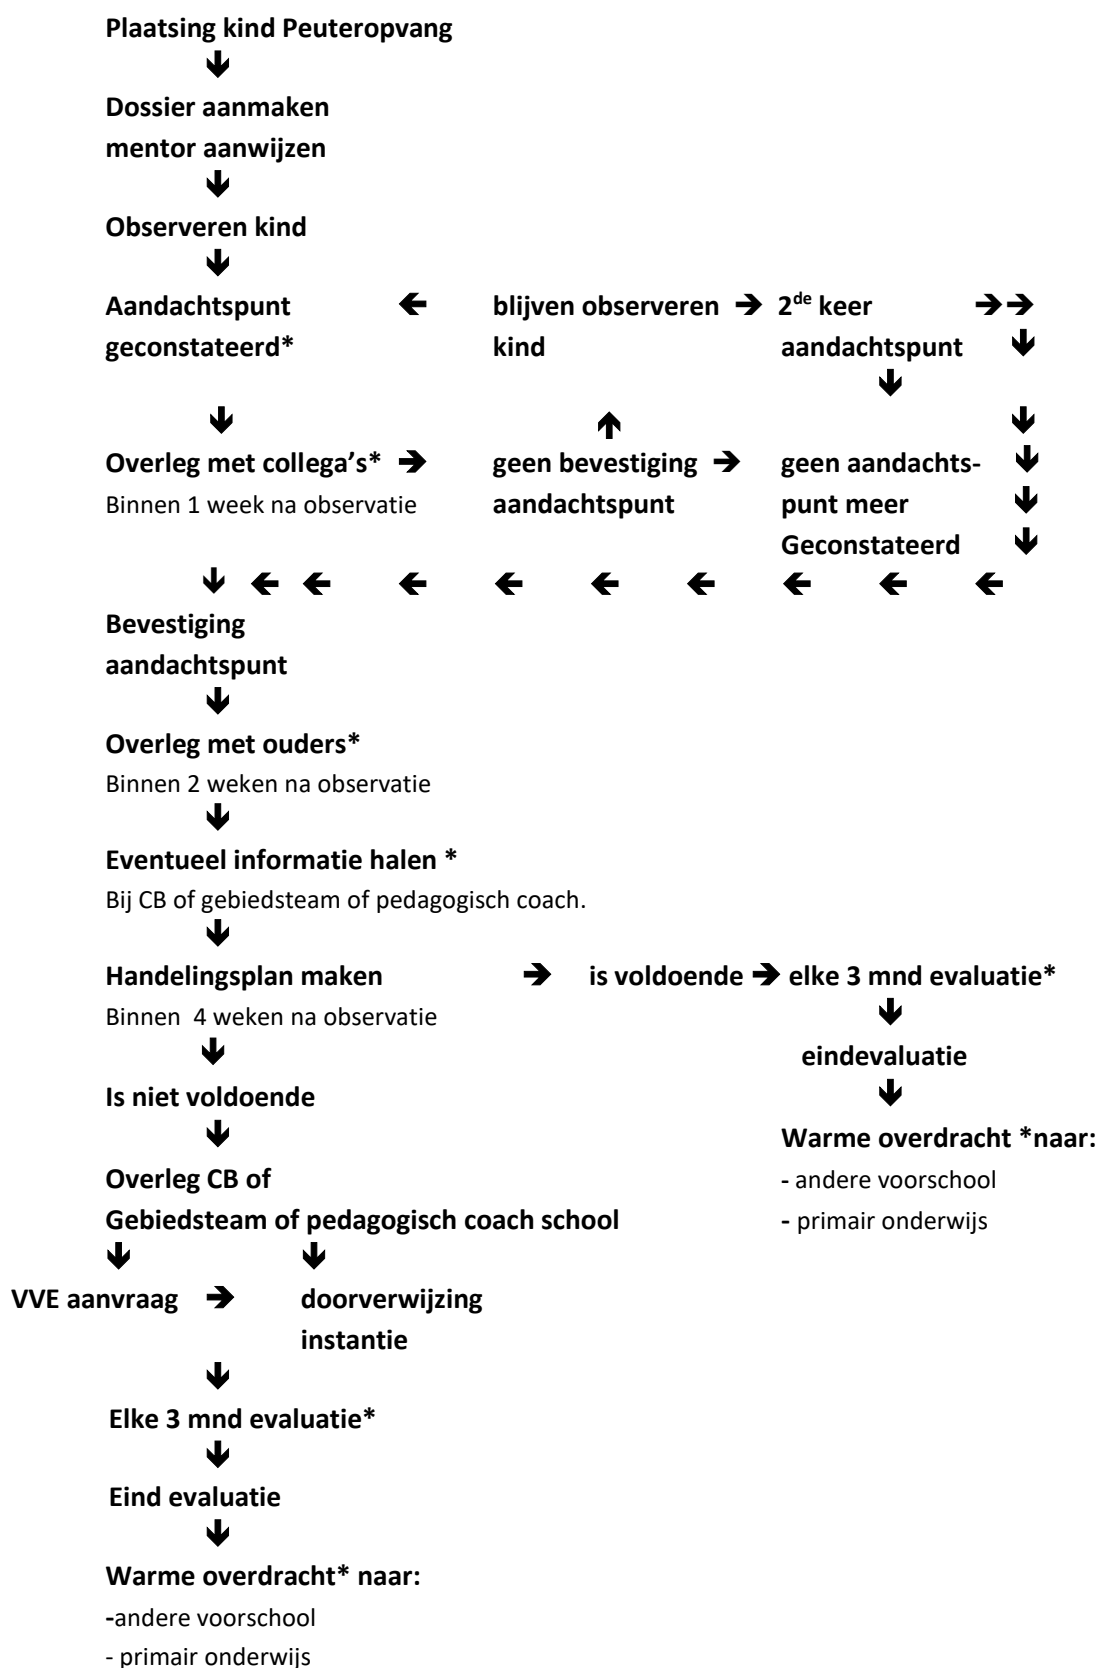 Plaatsing kind Peuteropvang
🡻
Dossier aanmaken
mentor aanwijzen
🡻
Observeren kind
🡻
Aandachtspunt 🡸 blijven observeren 🡺 2de keer 🡺🡺
geconstateerd* kind aandachtspunt 🡻
🡻
🡻 🡹 🡻
Overleg met collega's* 🡺 geen bevestiging 🡺 geen aandachts- 🡻
Binnen 1 week na observatie aandachtspunt punt meer 🡻
Geconstateerd 🡻
🡻 🡸 🡸 🡸 🡸 🡸 🡸 🡸 🡸 🡸
Bevestiging
aandachtspunt
🡻
Overleg met ouders*
Binnen 2 weken na observatie
🡻
Eventueel informatie halen *
Bij CB of gebiedsteam of pedagogisch coach.
🡻
Handelingsplan maken 🡺 is voldoende 🡺 elke 3 mnd evaluatie*
Binnen 4 weken na observatie 🡻
🡻 eindevaluatie
Is niet voldoende 🡻
🡻 Warme overdracht *naar:
Overleg CB of - andere voorschool
Gebiedsteam of pedagogisch coach school - primair onderwijs
🡻 🡻
VVE aanvraag 🡺 doorverwijzing
instantie
🡻
Elke 3 mnd evaluatie*
🡻
Eind evaluatie
🡻
Warme overdracht* naar:
-andere voorschool
- primair onderwijs